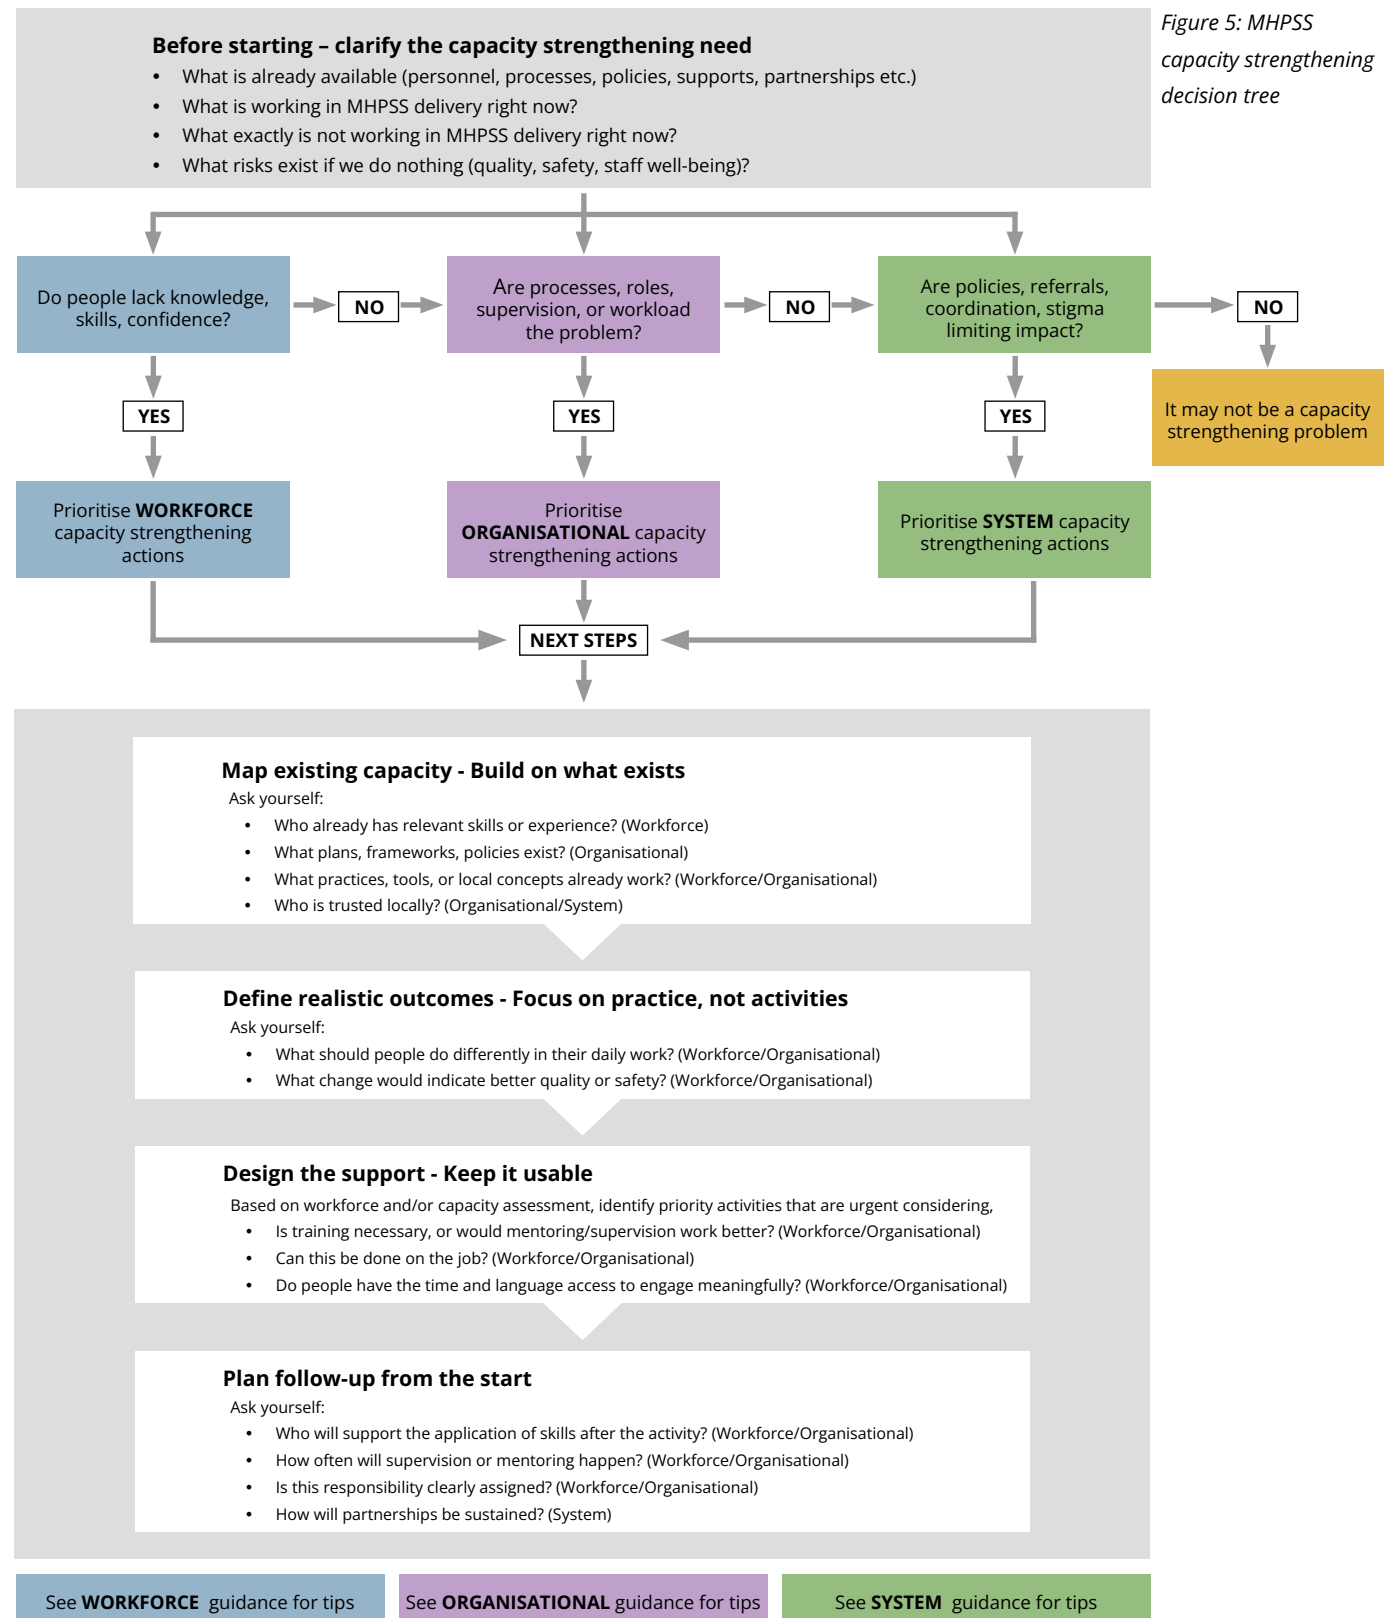 Before starting – clarify the capacity strengthening need
• What is already available (personnel, processes, policies, supports, partnerships etc.)
• What is working in MHPSS delivery right now?
• What exactly is not working in MHPSS delivery right now?
• What risks exist if we do nothing (quality, safety, staff well-being)?
Figure 5: MHPSS
capacity strengthening
decision tree
Do people lack knowledge,
skills, confidence?
NO
Are processes, roles,
supervision, or workload
the problem?
NO
Are policies, referrals,
coordination, stigma
limiting impact?
NO
YES
YES
YES
It may not be a capacity
strengthening problem
Prioritise WORKFORCE
capacity strengthening
actions
Prioritise
ORGANISATIONAL capacity
strengthening actions
Prioritise SYSTEM capacity
strengthening actions
NEXT STEPS
Map existing capacity - Build on what exists
Ask yourself:
• Who already has relevant skills or experience? (Workforce)
• What plans, frameworks, policies exist? (Organisational)
• What practices, tools, or local concepts already work? (Workforce/Organisational)
• Who is trusted locally? (Organisational/System)
Define realistic outcomes - Focus on practice, not activities
Ask yourself:
• What should people do differently in their daily work? (Workforce/Organisational)
• What change would indicate better quality or safety? (Workforce/Organisational)
Design the support - Keep it usable
Based on workforce and/or capacity assessment, identify priority activities that are urgent considering,
• Is training necessary, or would mentoring/supervision work better? (Workforce/Organisational)
• Can this be done on the job? (Workforce/Organisational)
• Do people have the time and language access to engage meaningfully? (Workforce/Organisational)
Plan follow-up from the start
Ask yourself:
• Who will support the application of skills after the activity? (Workforce/Organisational)
• How often will supervision or mentoring happen? (Workforce/Organisational)
• Is this responsibility clearly assigned? (Workforce/Organisational)
• How will partnerships be sustained? (System)
See WORKFORCE guidance for tips
See ORGANISATIONAL guidance for tips
See SYSTEM guidance for tips